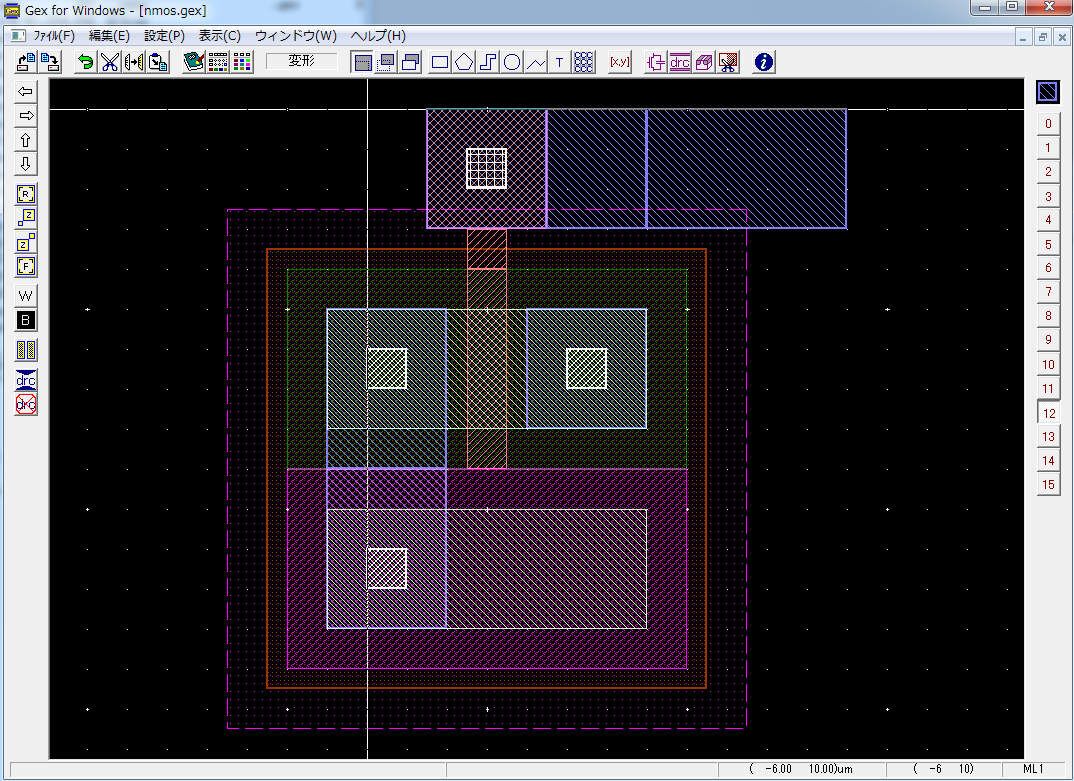 Gex for Windows - [nmos.gex]
ﾌｧｲﾙ(F) 編集(E) 設定(P) 表示(C) ウィンドウ(W) ヘルプ(H)
変形
T
[x,y]
drc
i
[R]
z
z
[F]
W
B
drc
drc
0
1
2
3
4
5
6
7
8
9
10
11
12
13
14
15
( -6.00 10.00)um ( -6 10) ML1